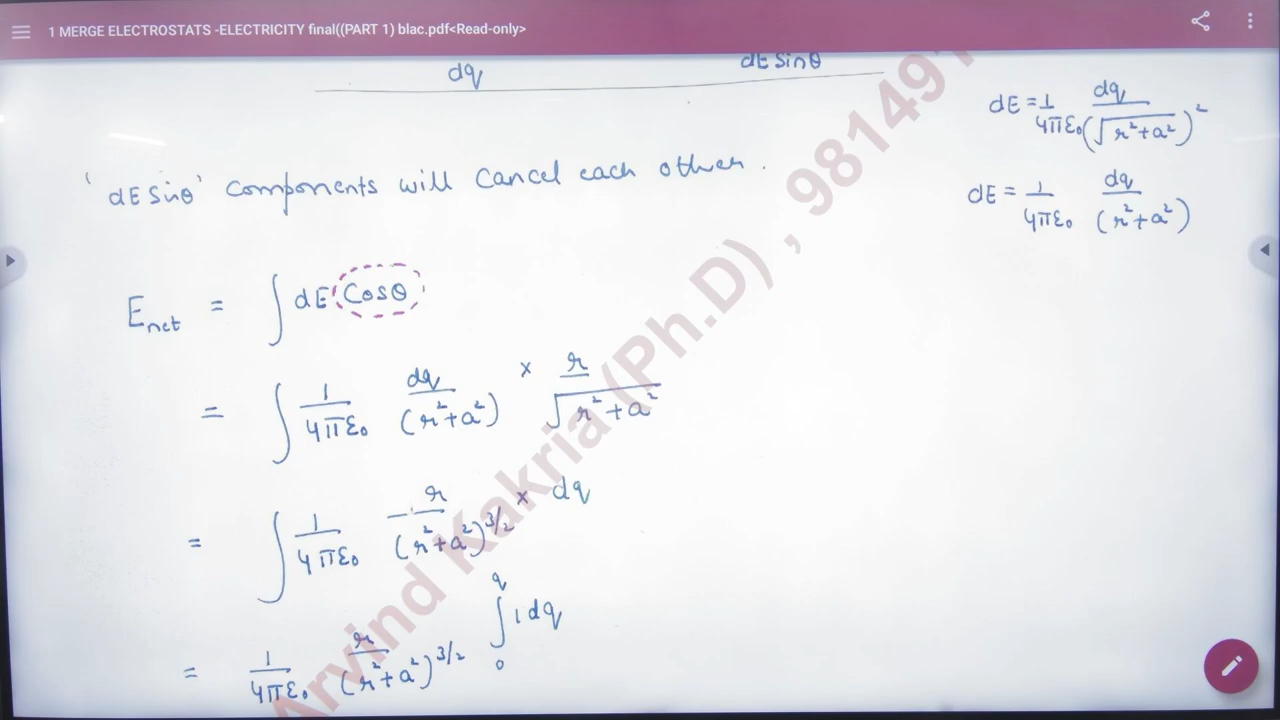 1 MERGE ELECTROSTATS -ELECTRICITY final((PART 1) blac.pdf<Read-only>
dq dE Sinθ
dE = 1/4πε₀ dq/(√r²+a²)²
'dE Sinθ' Components will Cancel each other.
dE = 1/4πε₀ dq/(r²+a²)
E_net = ∫ dE Cosθ
= ∫ 1/4πε₀ dq/(r²+a²) × r/√r²+a²
= ∫ 1/4πε₀ r/(r²+a²)^3/2 × dq
= 1/4πε₀ r/(r²+a²)^3/2 ∫₀^q 1 dq
Arvind Kakria (Ph.D) , 981491